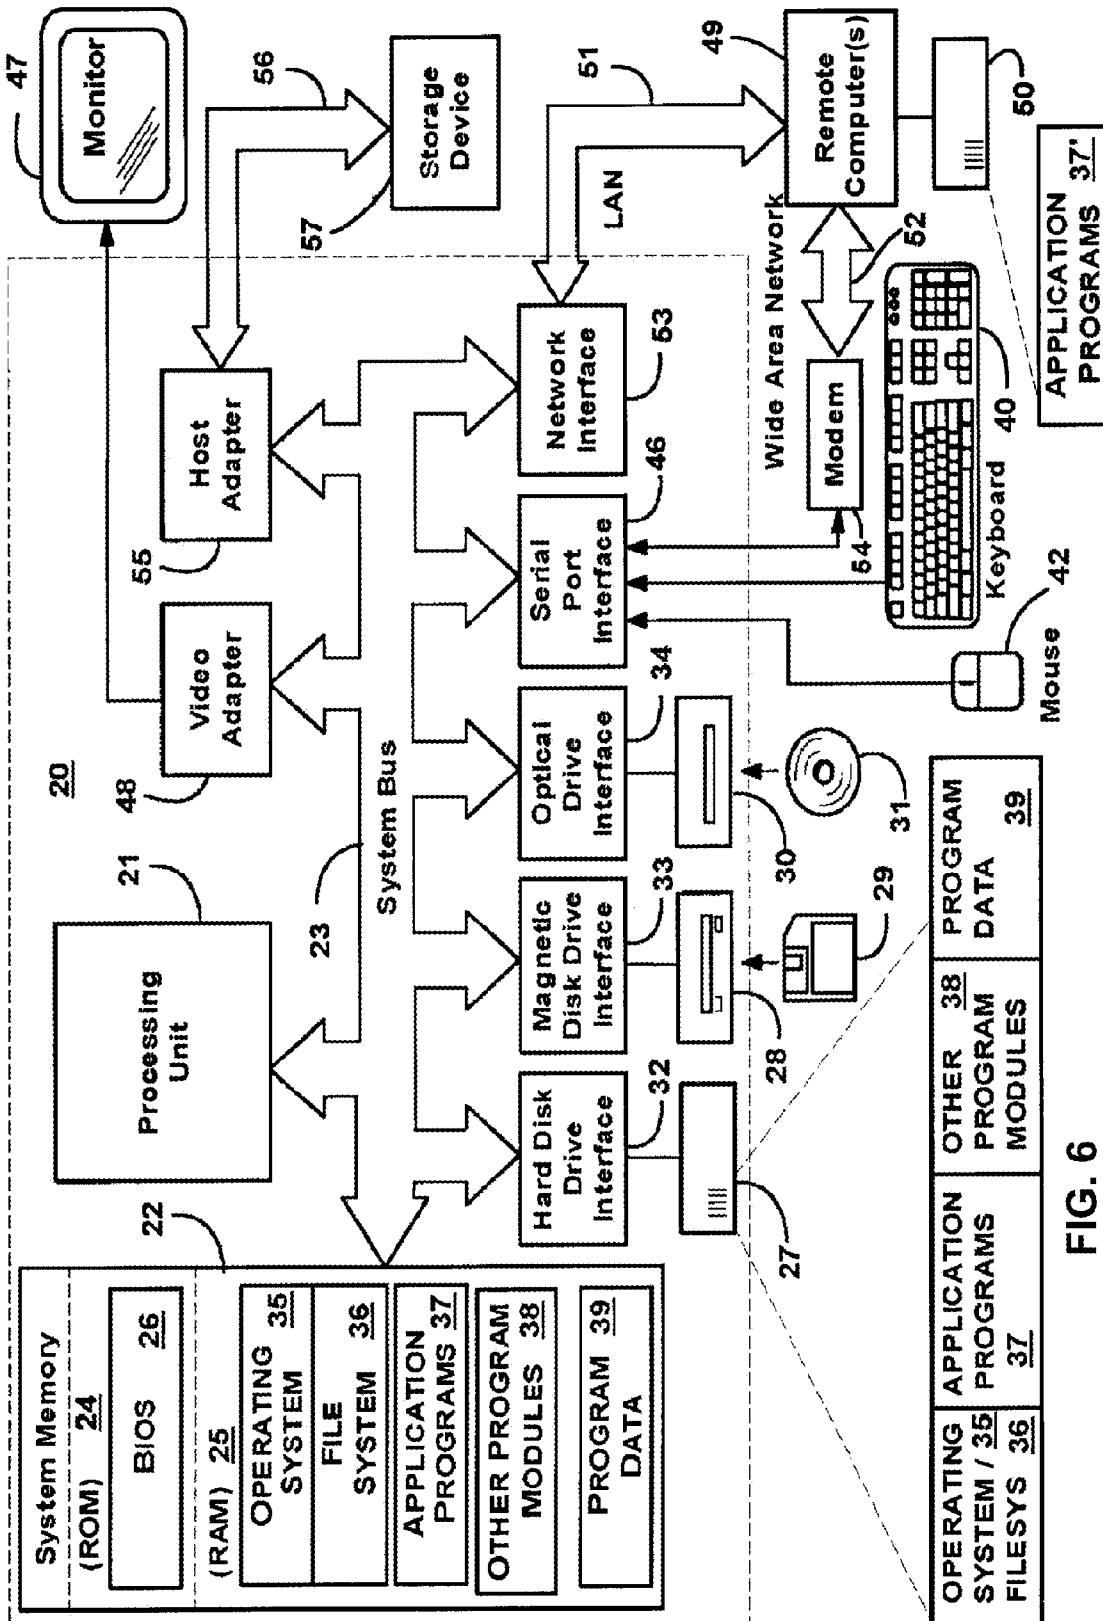 System Memory
(ROM) 24
BIOS 26
(RAM) 25
OPERATING
SYSTEM 35
FILE
SYSTEM 36
APPLICATION
PROGRAMS 37
OTHER PROGRAM
MODULES 38
PROGRAM 39
DATA
22
Processing
Unit
21
20
Video
Adapter
48
Host
Adapter
55
47
Monitor
56
Storage
Device
57
23
System Bus
Hard Disk
Drive
Interface
32
Magnetic
Disk Drive
Interface
33
Optical
Drive
Interface
34
Serial
Port
Interface
46
Network
Interface
53
LAN
51
49
Remote
Computer(s)
50
Wide Area Network
52
Modem
54
27
28
29
30
31
Keyboard
40
Mouse
42
APPLICATION
PROGRAMS 37'
OPERATING
SYSTEM / 35
FILESYS 36
APPLICATION
PROGRAMS
37
OTHER 38
PROGRAM
MODULES
PROGRAM
DATA
39
FIG. 6